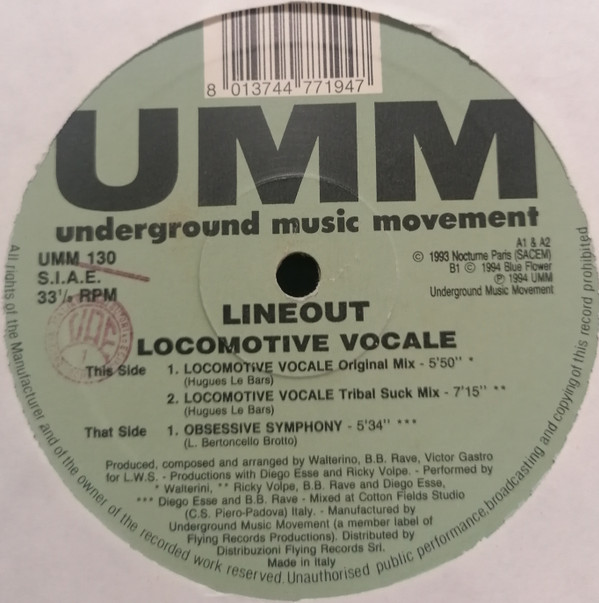 8 013744 771947
UMM
underground music movement
UMM 130
S.I.A.E.
33⅓ RPM
A1 & A2
© 1993 Nocturne Paris (SACEM)
B1 © 1994 Blue Flower
℗ 1994 UMM
Underground Music Movement
LINEOUT
LOCOMOTIVE VOCALE
This Side 1. LOCOMOTIVE VOCALE Original Mix - 5'50'' *
(Hugues Le Bars)
2. LOCOMOTIVE VOCALE Tribal Suck Mix - 7'15'' **
(Hugues Le Bars)
That Side 1. OBSESSIVE SYMPHONY - 5'34'' ***
(L. Bertoncello Brotto)
Produced, composed and arranged by Walterino, B.B. Rave, Victor Gastro
for L.W.S. - Productions with Diego Esse and Ricky Volpe. - Performed by
* Walterini, ** Ricky Volpe, B.B. Rave and Diego Esse,
*** Diego Esse and B.B. Rave - Mixed at Cotton Fields Studio
(C.S. Piero-Padova) Italy. - Manufactured by
Underground Music Movement (a member label of
Flying Records Productions). Distributed by
Distribuzioni Flying Records Srl.
Made in Italy
All rights of the Manufacturer and of the owner of the recorded work reserved. Unauthorised public performance, broadcasting and copying of this record prohibited.